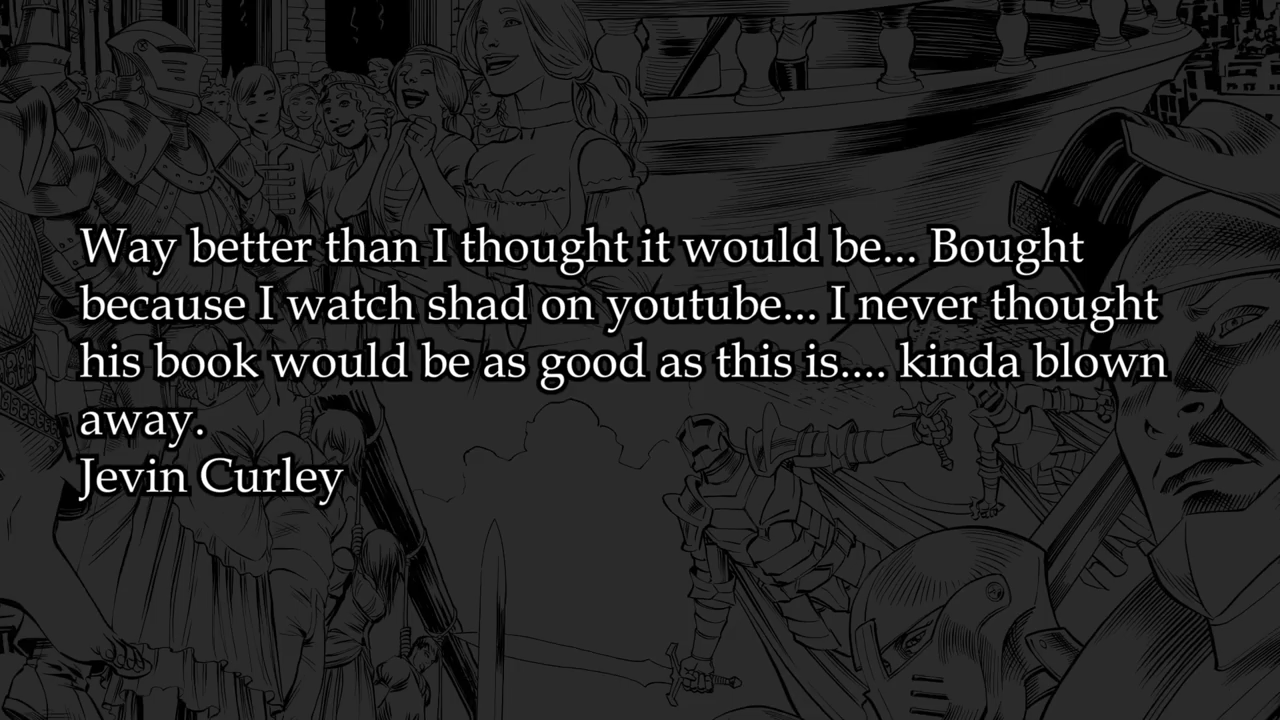 Way better than I thought it would be... Bought
because I watch shad on youtube... I never thought
his book would be as good as this is.... kinda blown
away.
Jevin Curley